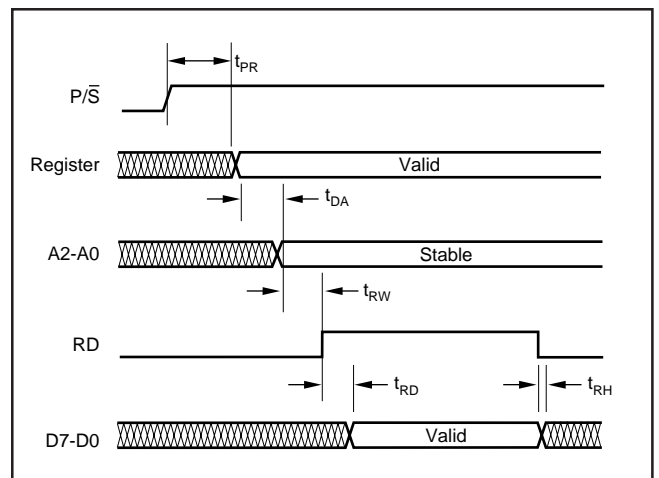 tPR
P/S̅
Register
Valid
tDA
A2-A0
Stable
tRW
RD
tRD
tRH
D7-D0
Valid